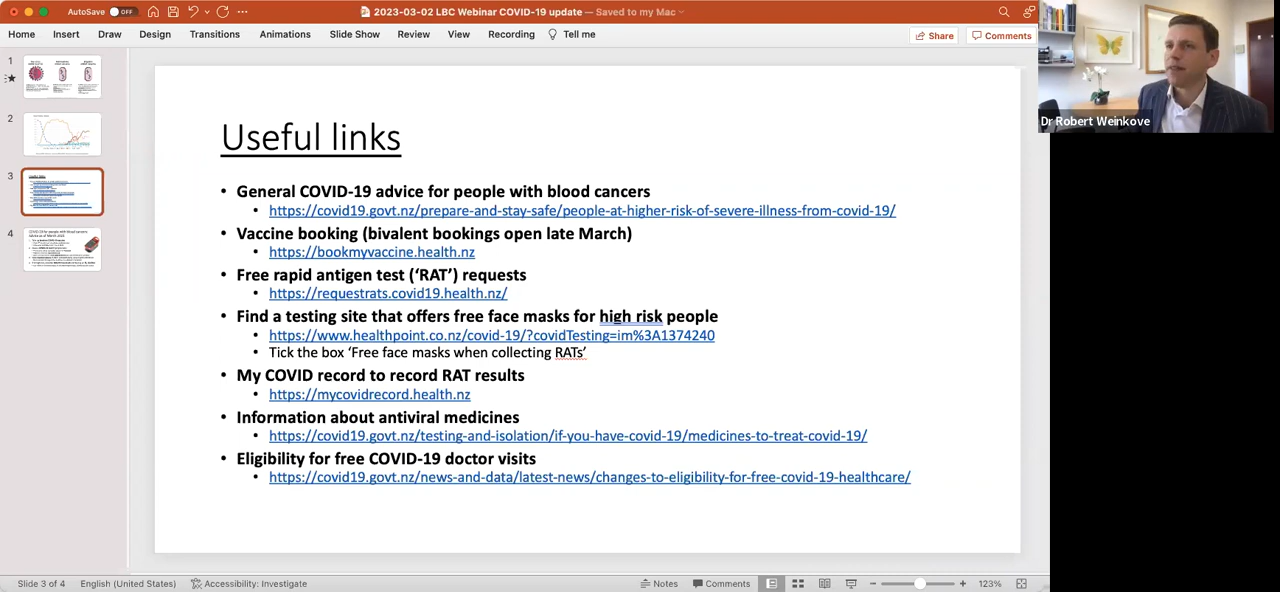 AutoSave OFF
2023-03-02 LBC Webinar COVID-19 update — Saved to my Mac
Home Insert Draw Design Transitions Animations Slide Show Review View Recording Tell me
Share Comments
Dr Robert Weinkove
1
2
3
4
Useful links
• General COVID-19 advice for people with blood cancers
• https://covid19.govt.nz/prepare-and-stay-safe/people-at-higher-risk-of-severe-illness-from-covid-19/
• Vaccine booking (bivalent bookings open late March)
• https://bookmyvaccine.health.nz
• Free rapid antigen test (‘RAT’) requests
• https://requestrats.covid19.health.nz/
• Find a testing site that offers free face masks for high risk people
• https://www.healthpoint.co.nz/covid-19/?covidTesting=im%3A1374240
• Tick the box ‘Free face masks when collecting RATs’
• My COVID record to record RAT results
• https://mycovidrecord.health.nz
• Information about antiviral medicines
• https://covid19.govt.nz/testing-and-isolation/if-you-have-covid-19/medicines-to-treat-covid-19/
• Eligibility for free COVID-19 doctor visits
• https://covid19.govt.nz/news-and-data/latest-news/changes-to-eligibility-for-free-covid-19-healthcare/
Slide 3 of 4 English (United States) Accessibility: Investigate
Notes Comments 123%